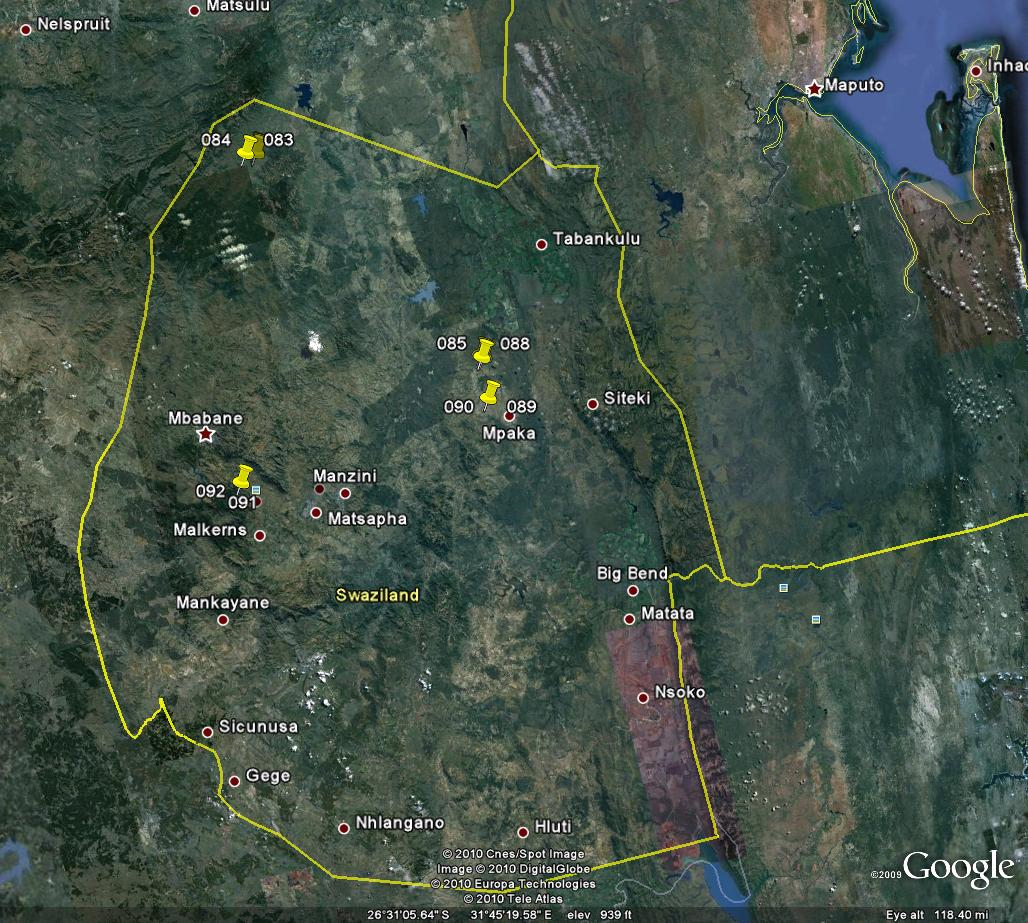 Matsulu
Nelspruit
Inhac
Maputo
084 083
Tabankulu
085 088
Siteki
090 089
Mbabane
Mpaka
Manzini
092
091
Matsapha
Malkerns
Big Bend
Swaziland
Mankayane
Matata
Nsoko
Sicunusa
Gege
Nhlangano
Hluti
© 2010 Cnes/Spot Image
Image © 2010 DigitalGlobe
© 2010 Europa Technologies
© 2010 Tele Atlas
©2009 Google™
26°31'05.64" S 31°45'19.58" E elev 939 ft
Eye alt 118.40 mi